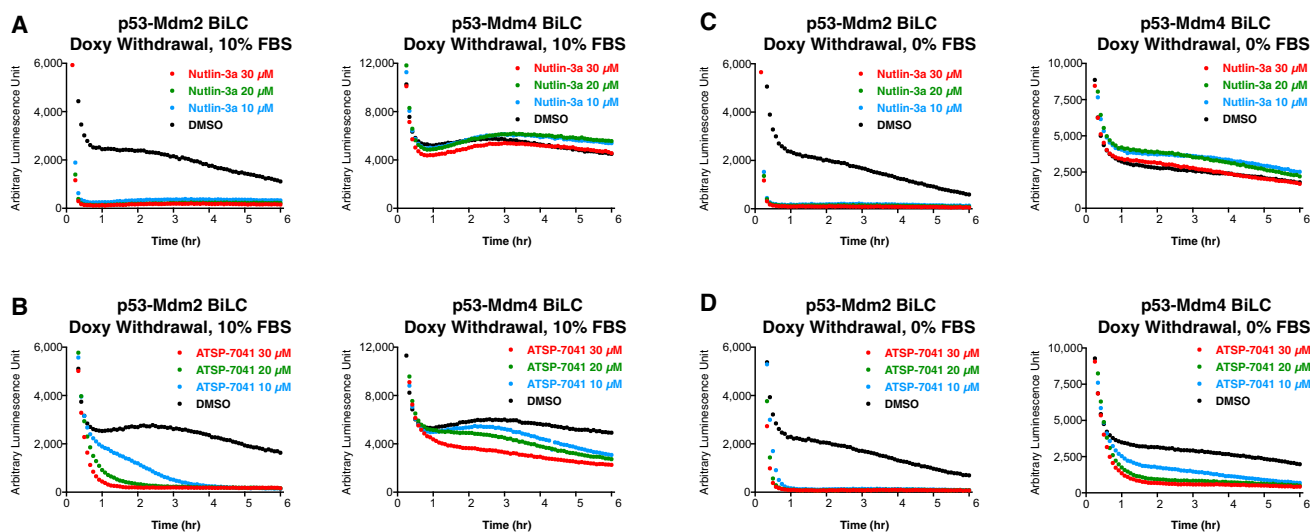 A
p53-Mdm2 BiLC
Doxy Withdrawal, 10% FBS
Arbitrary Luminescence Unit
6,000
4,000
2,000
0
Nutlin-3a 30 µM
Nutlin-3a 20 µM
Nutlin-3a 10 µM
DMSO
0 1 2 3 4 5 6
Time (hr)
p53-Mdm4 BiLC
Doxy Withdrawal, 10% FBS
Arbitrary Luminescence Unit
12,000
8,000
4,000
0
Nutlin-3a 30 µM
Nutlin-3a 20 µM
Nutlin-3a 10 µM
DMSO
0 1 2 3 4 5 6
Time (hr)
C
p53-Mdm2 BiLC
Doxy Withdrawal, 0% FBS
Arbitrary Luminescence Unit
6,000
4,000
2,000
0
Nutlin-3a 30 µM
Nutlin-3a 20 µM
Nutlin-3a 10 µM
DMSO
0 1 2 3 4 5 6
Time (hr)
p53-Mdm4 BiLC
Doxy Withdrawal, 0% FBS
Arbitrary Luminescence Unit
10,000
7,500
5,000
2,500
0
Nutlin-3a 30 µM
Nutlin-3a 20 µM
Nutlin-3a 10 µM
DMSO
0 1 2 3 4 5 6
Time (hr)
B
p53-Mdm2 BiLC
Doxy Withdrawal, 10% FBS
Arbitrary Luminescence Unit
6,000
4,000
2,000
0
ATSP-7041 30 µM
ATSP-7041 20 µM
ATSP-7041 10 µM
DMSO
0 1 2 3 4 5 6
Time (hr)
p53-Mdm4 BiLC
Doxy Withdrawal, 10% FBS
Arbitrary Luminescence Unit
12,000
8,000
4,000
0
ATSP-7041 30 µM
ATSP-7041 20 µM
ATSP-7041 10 µM
DMSO
0 1 2 3 4 5 6
Time (hr)
D
p53-Mdm2 BiLC
Doxy Withdrawal, 0% FBS
Arbitrary Luminescence Unit
6,000
4,000
2,000
0
ATSP-7041 30 µM
ATSP-7041 20 µM
ATSP-7041 10 µM
DMSO
0 1 2 3 4 5 6
Time (hr)
p53-Mdm4 BiLC
Doxy Withdrawal, 0% FBS
Arbitrary Luminescence Unit
10,000
7,500
5,000
2,500
0
ATSP-7041 30 µM
ATSP-7041 20 µM
ATSP-7041 10 µM
DMSO
0 1 2 3 4 5 6
Time (hr)